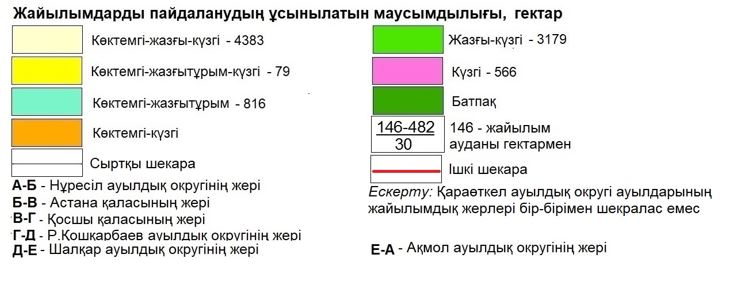 Жайылымдарды пайдаланудың ұсынылатын маусымдылығы, гектар
Көктемгі-жазғы-күзгі - 4383
Көктемгі-жазғытұрым-күзгі - 79
Көктемгі-жазғытұрым - 816
Көктемгі-күзгі
Сыртқы шекара
А-Б - Нұресіл ауылдық округінің жері
Б-В - Астана қаласының жері
В-Г - Қосшы қаласының жері
Г-Д - Р.Қошкарбаев ауылдық округінің жері
Д-Е - Шалқар ауылдық округінің жері
Жазғы-күзгі - 3179
Күзгі - 566
Батпақ
146-482
30
146 - жайылым
ауданы гектармен
Ішкі шекара
Ескерту: Қараөткел ауылдық округі ауылдарының
жайылымдық жерлері бір-бірімен шекралас емес
Е-А - Ақмол ауылдық округінің жері